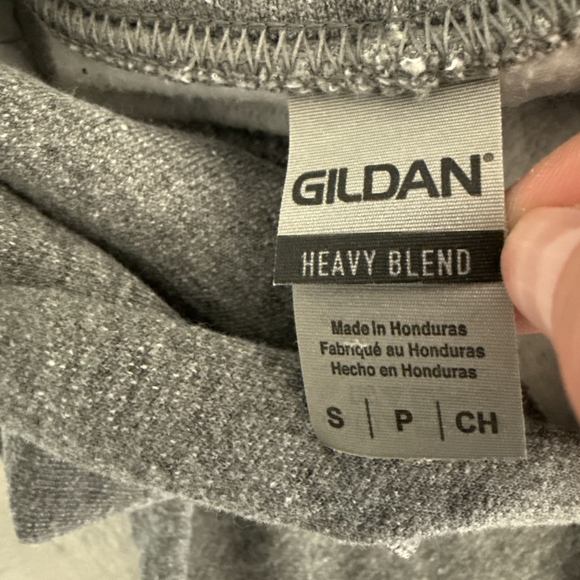 GILDAN®
HEAVY BLEND
Made in Honduras
Fabriqué au Honduras
Hecho en Honduras
S | P | CH